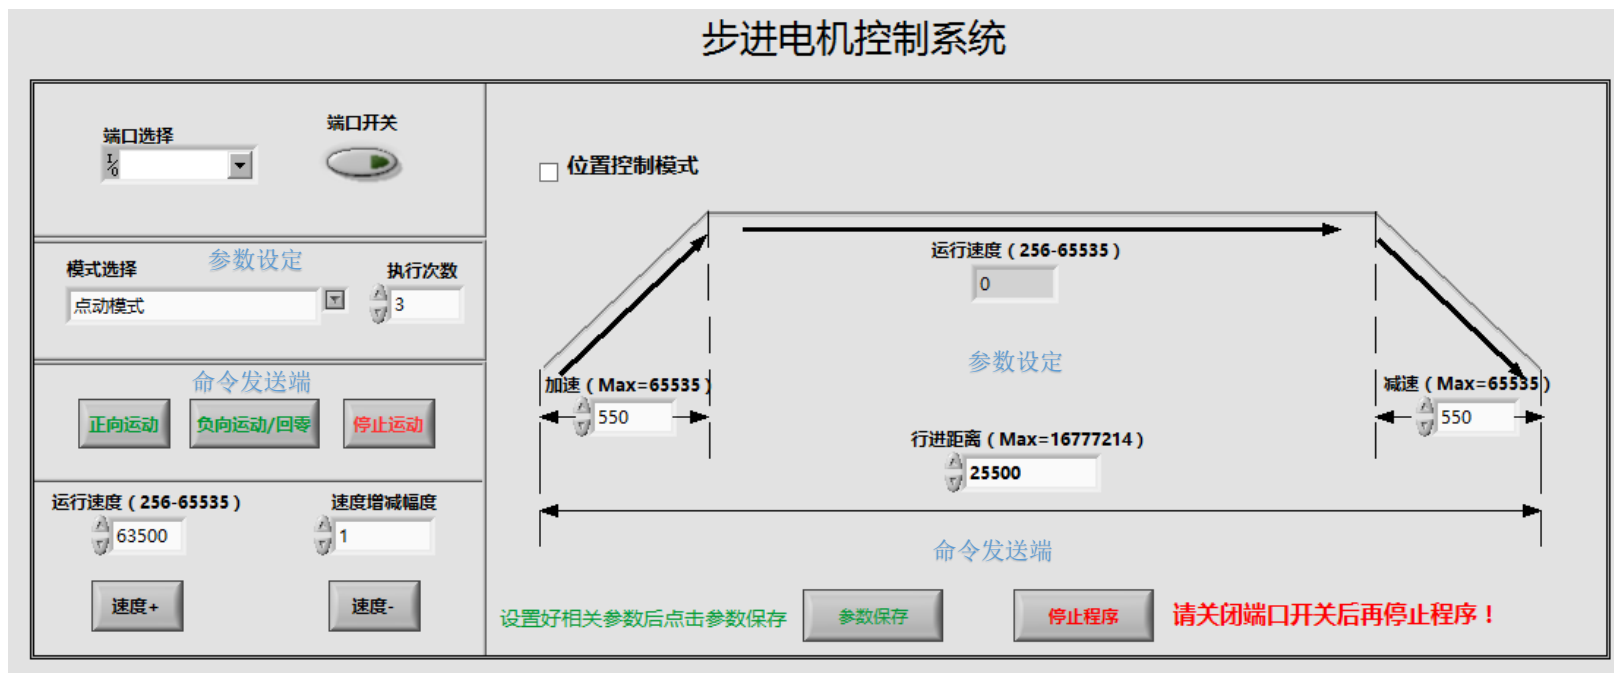 步进电机控制系统
端口选择
端口开关
I/O
参数设定
模式选择
执行次数
点动模式
3
命令发送端
正向运动
负向运动/回零
停止运动
运行速度（256-65535）
速度增减幅度
63500
1
速度+
速度-
位置控制模式
运行速度（256-65535）
0
参数设定
加速（Max=65535）
550
减速（Max=65535）
550
行进距离（Max=16777214）
25500
命令发送端
设置好相关参数后点击参数保存
参数保存
停止程序
请关闭端口开关后再停止程序！